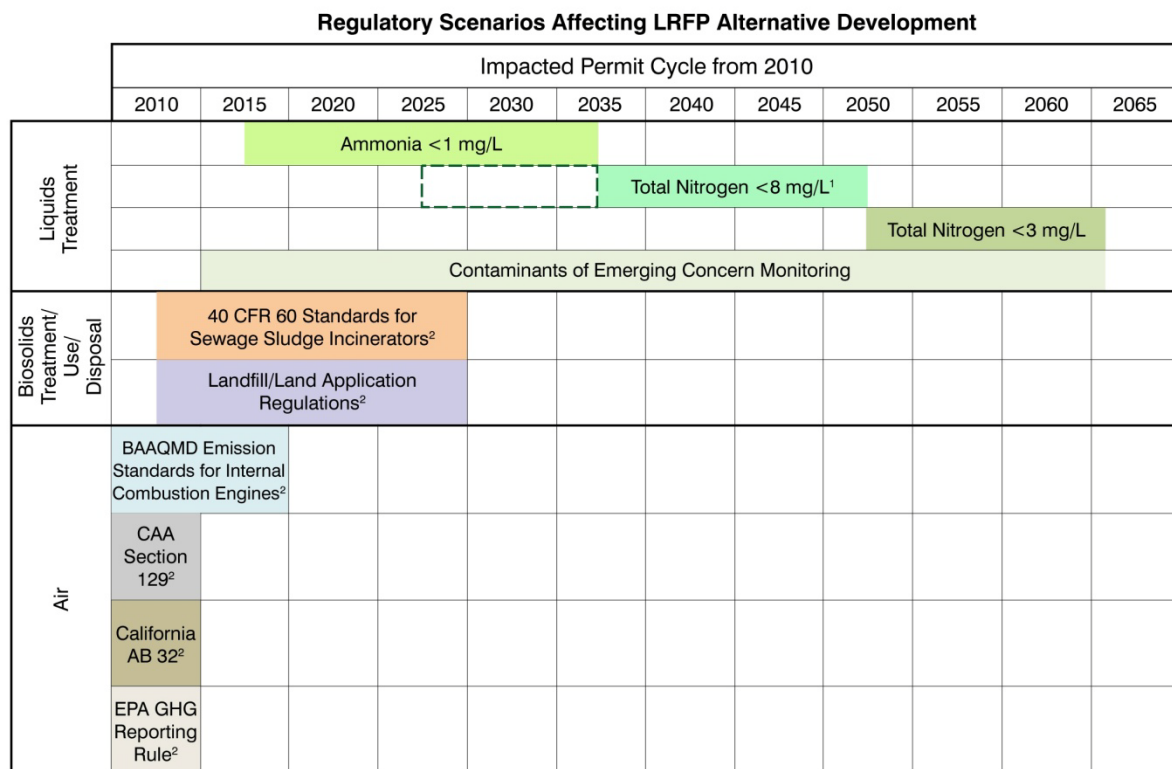 Regulatory Scenarios Affecting LRFP Alternative Development
Impacted Permit Cycle from 2010
2010 2015 2020 2025 2030 2035 2040 2045 2050 2055 2060 2065
Liquids
Treatment
Ammonia <1 mg/L
Total Nitrogen <8 mg/L¹
Total Nitrogen <3 mg/L
Contaminants of Emerging Concern Monitoring
Biosolids
Treatment/
Use/
Disposal
40 CFR 60 Standards for
Sewage Sludge Incinerators²
Landfill/Land Application
Regulations²
Air
BAAQMD Emission
Standards for Internal
Combustion Engines²
CAA
Section
129²
California
AB 32²
EPA GHG
Reporting
Rule²